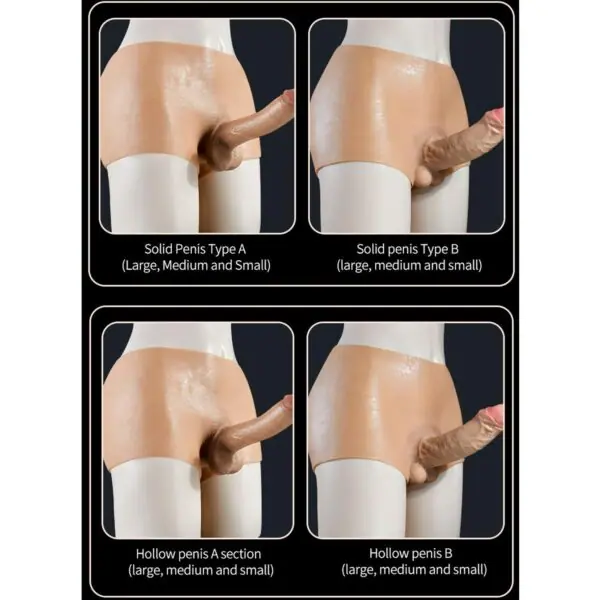 Solid Penis Type A
(Large, Medium and Small)
Solid penis Type B
(large, medium and small)
Hollow penis A section
(large, medium and small)
Hollow penis B
(large, medium and small)